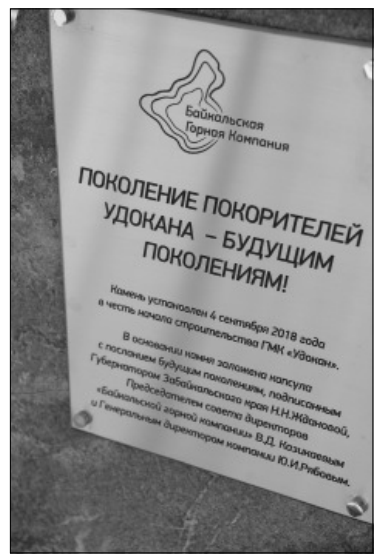 Байкальская
Горная Компания
ПОКОЛЕНИЕ ПОКОРИТЕЛЕЙ
УДОКАНА – БУДУЩИМ
ПОКОЛЕНИЯМ!
Камень установлен 4 сентября 2018 года
в честь начала строительства ГМК «Удокан».
В основании камня заложена капсула
с посланием будущим поколениям, подписанным
Губернатором Забайкальского края Н.Н.Ждановой,
Председателем совета директоров
«Байкальской горной компании» В.Д. Казикаевым
и Генеральным директором компании Ю.И.Рябовым.